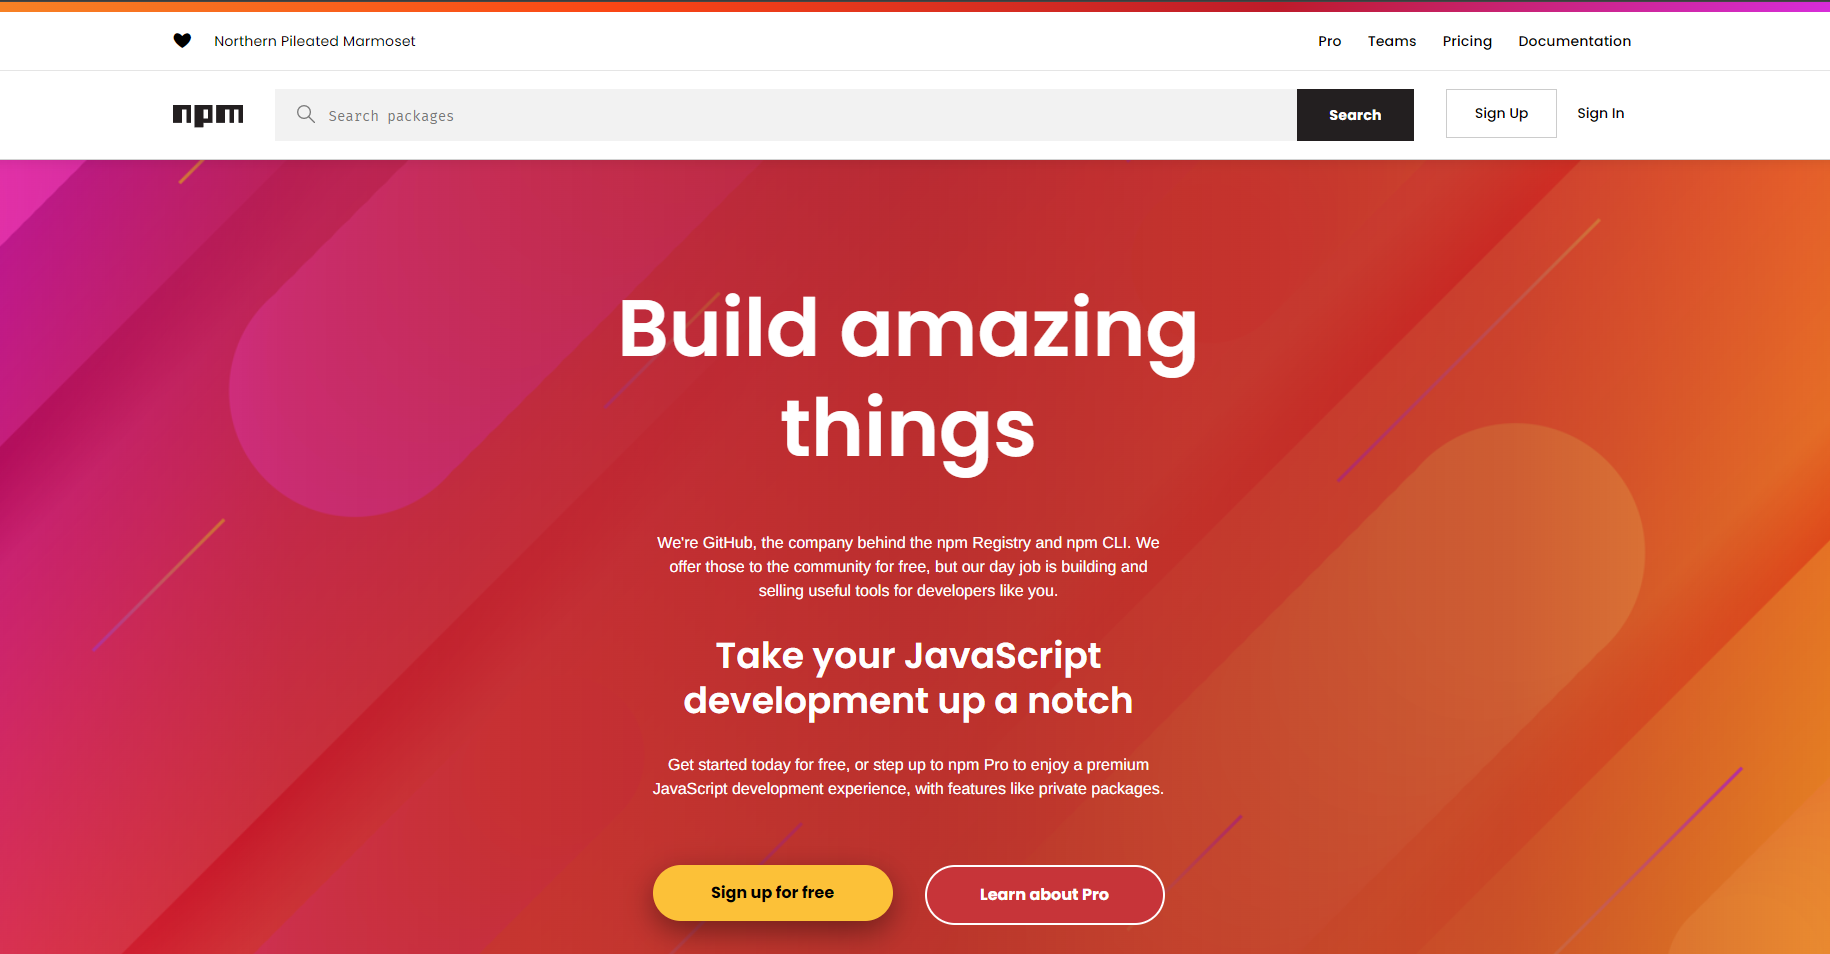 Northern Pileated Marmoset
Pro Teams Pricing Documentation
npm
Search packages
Search
Sign Up
Sign In
Build amazing
things
We're GitHub, the company behind the npm Registry and npm CLI. We
offer those to the community for free, but our day job is building and
selling useful tools for developers like you.
Take your JavaScript
development up a notch
Get started today for free, or step up to npm Pro to enjoy a premium
JavaScript development experience, with features like private packages.
Sign up for free
Learn about Pro